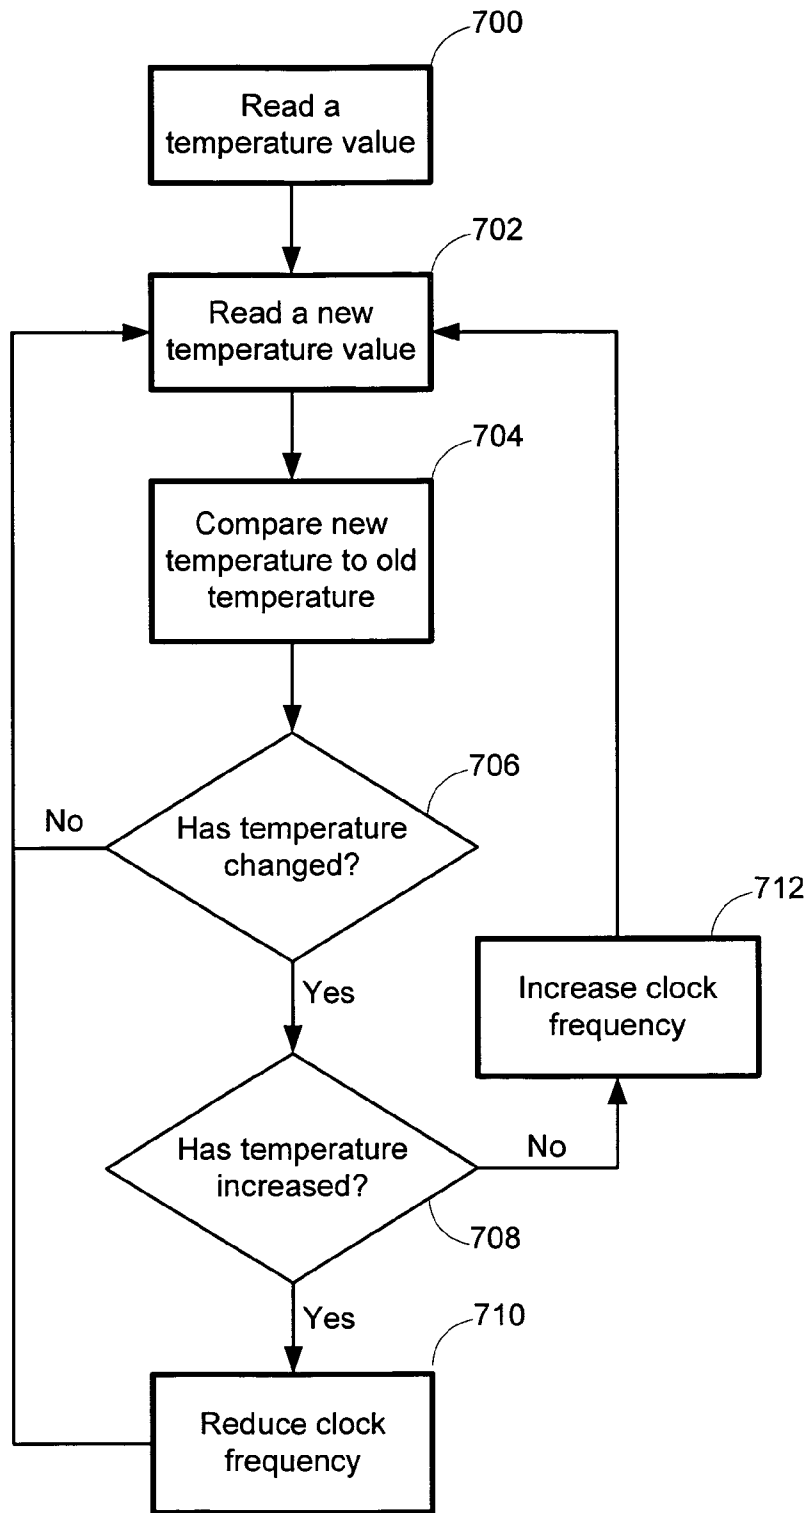 700
Read a
temperature value
702
Read a new
temperature value
704
Compare new
temperature to old
temperature
706
No
Has temperature
changed?
712
Yes
Increase clock
frequency
Has temperature
increased?
No
708
Yes
710
Reduce clock
frequency